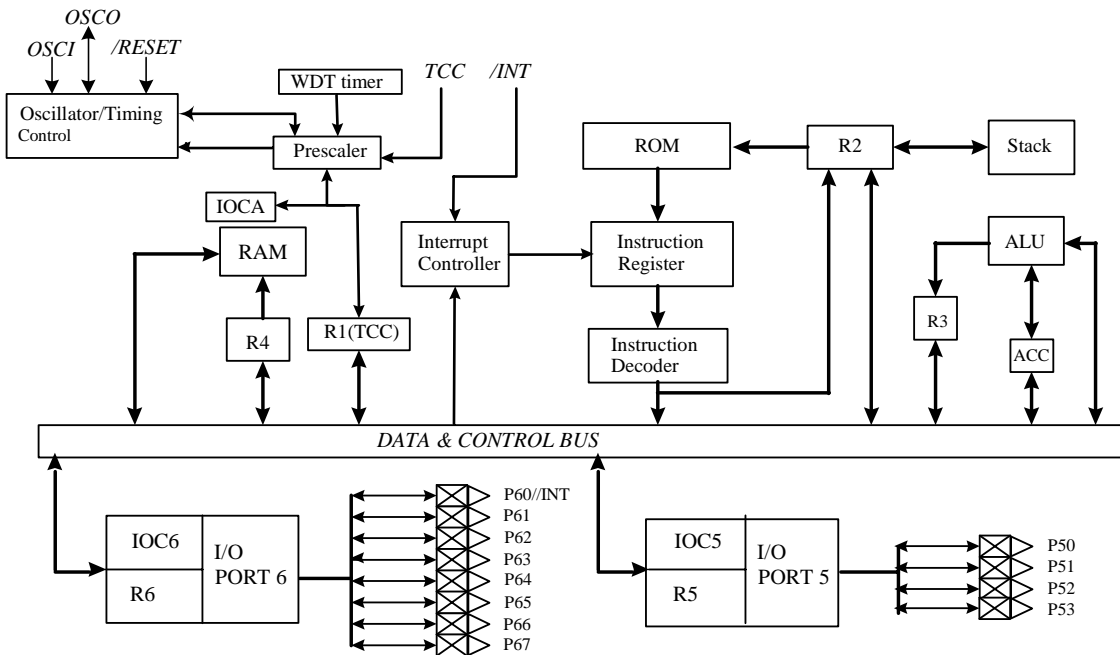 OSCO
OSCI
/RESET
WDT timer
TCC
/INT
Oscillator/Timing
Control
Prescaler
ROM
R2
Stack
IOCA
RAM
Interrupt
Controller
Instruction
Register
ALU
R4
R1(TCC)
Instruction
Decoder
R3
ACC
DATA & CONTROL BUS
IOC6
R6
I/O
PORT 6
P60//INT
P61
P62
P63
P64
P65
P66
P67
IOC5
R5
I/O
PORT 5
P50
P51
P52
P53